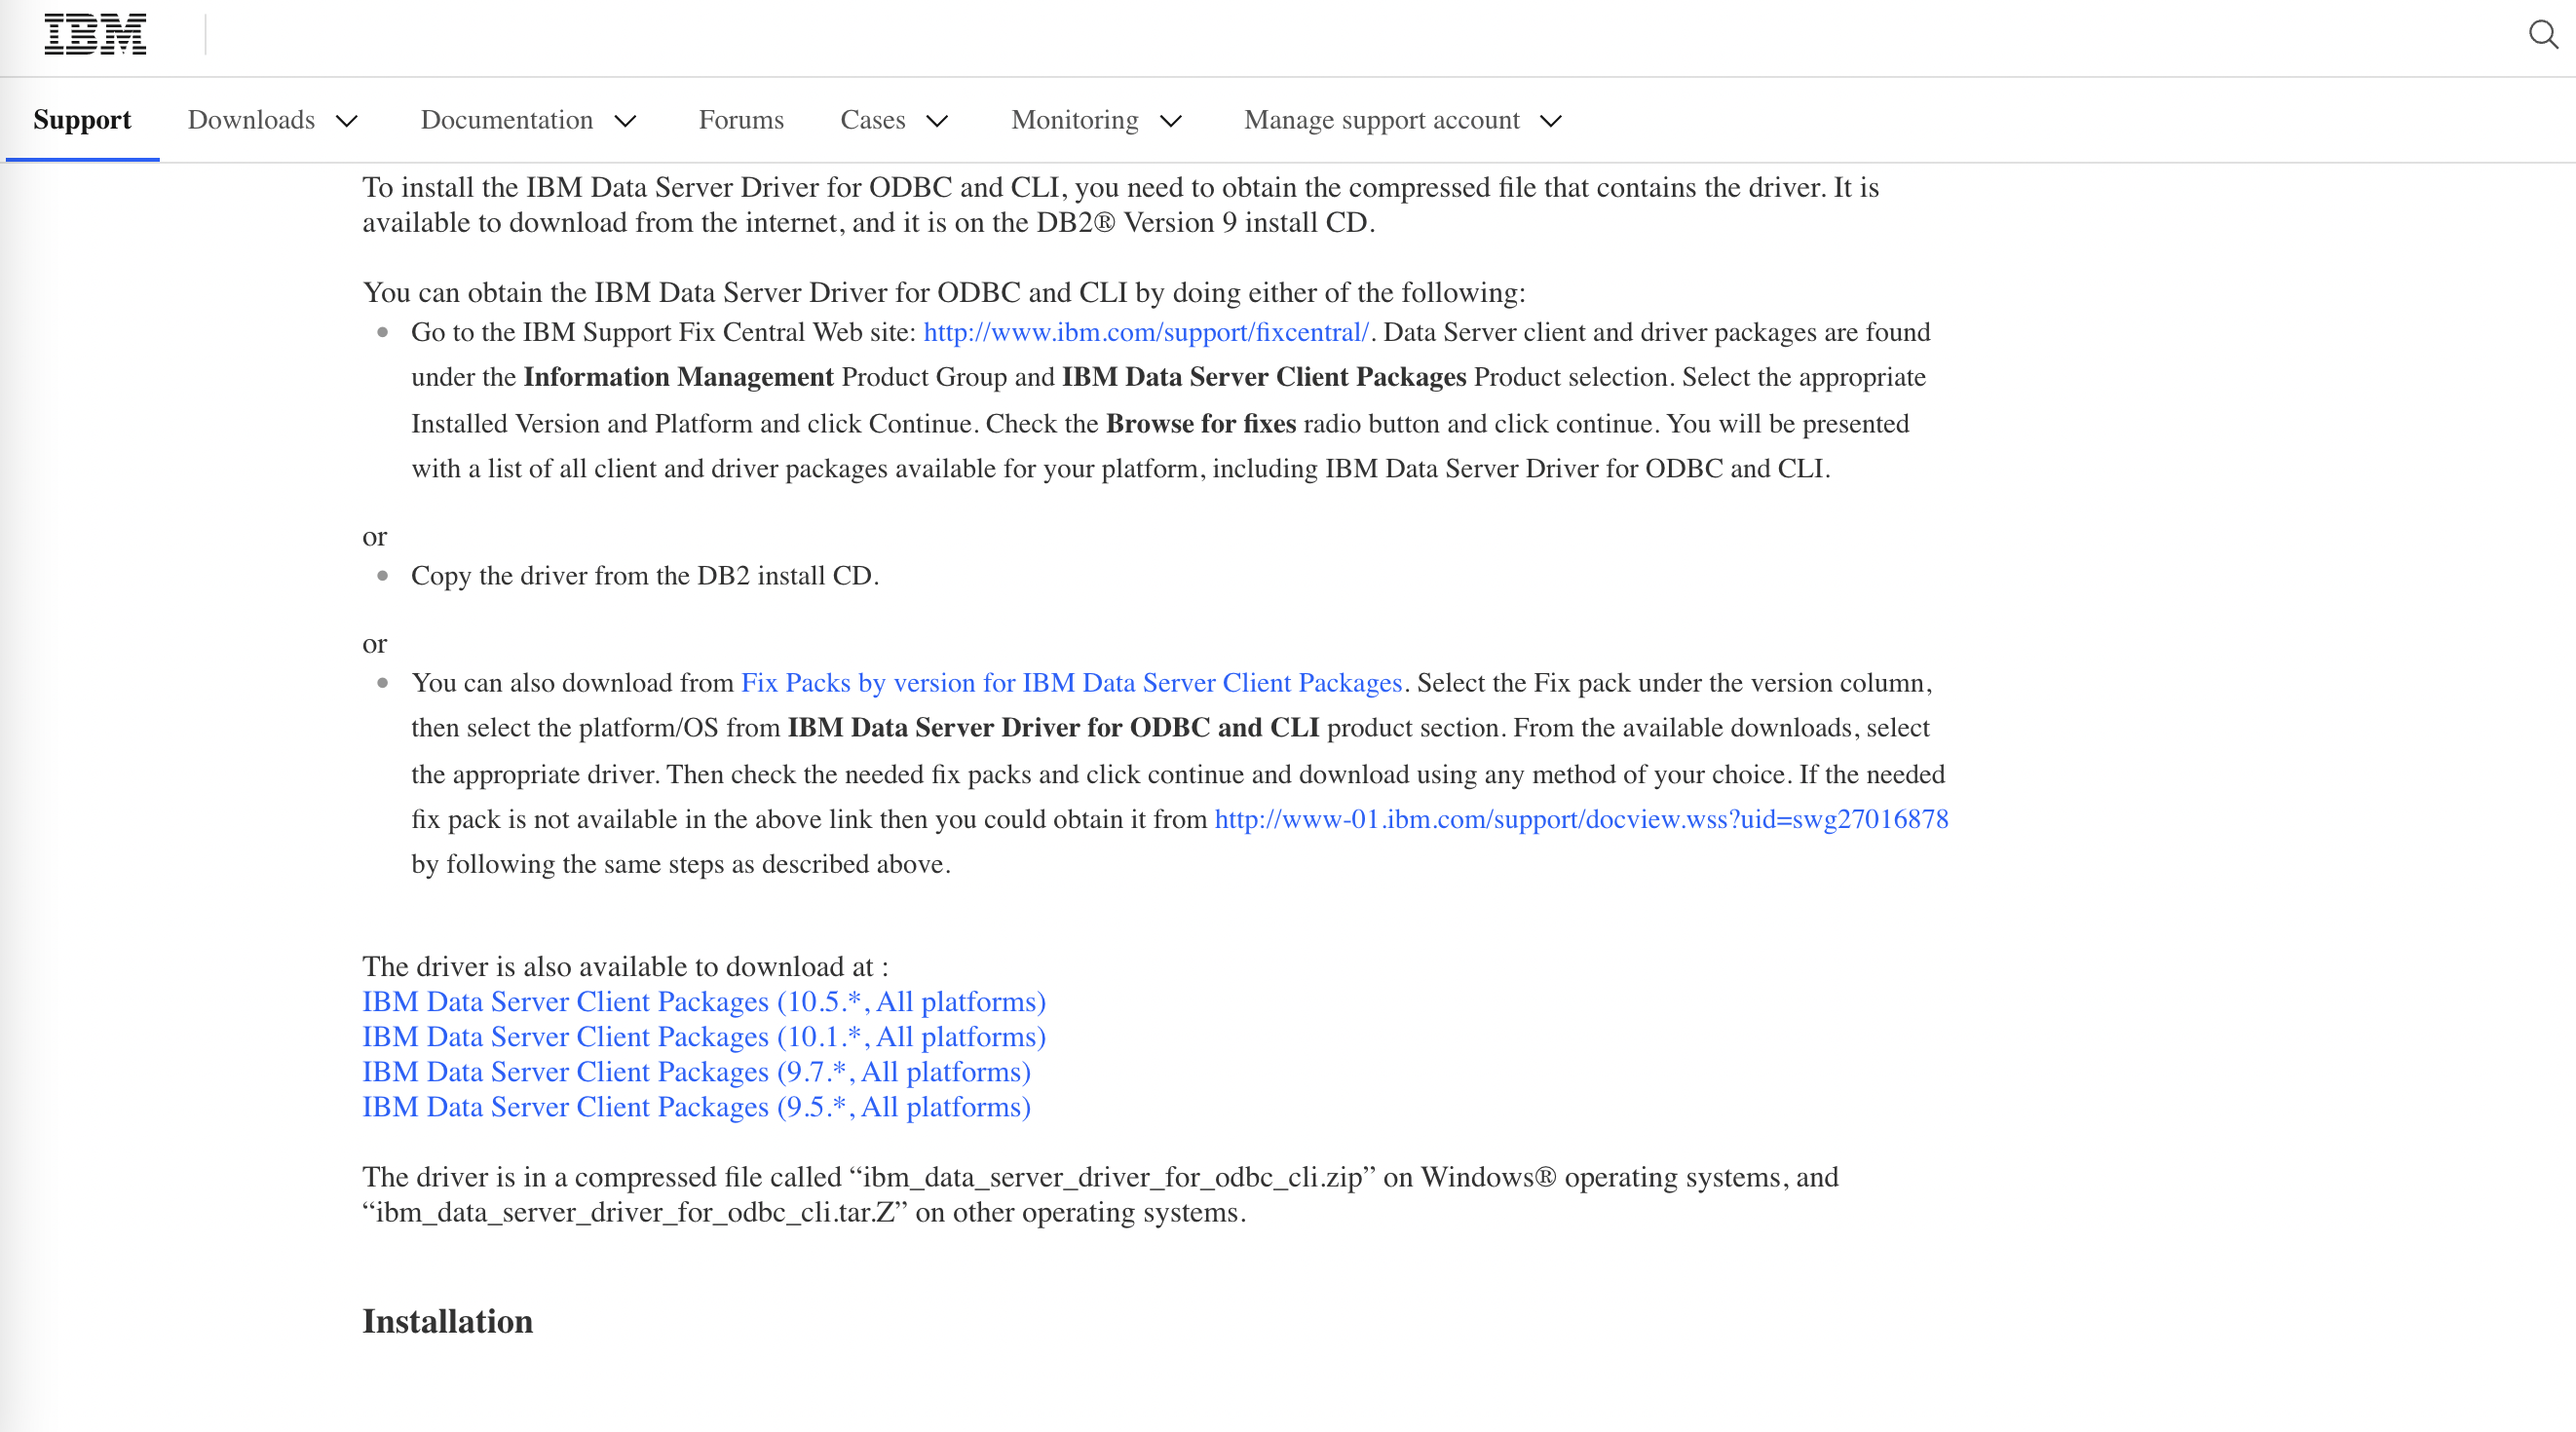 IBM
Support Downloads Documentation Forums Cases Monitoring Manage support account
To install the IBM Data Server Driver for ODBC and CLI, you need to obtain the compressed file that contains the driver. It is
available to download from the internet, and it is on the DB2® Version 9 install CD.
You can obtain the IBM Data Server Driver for ODBC and CLI by doing either of the following:
Go to the IBM Support Fix Central Web site: http://www.ibm.com/support/fixcentral/. Data Server client and driver packages are found
under the Information Management Product Group and IBM Data Server Client Packages Product selection. Select the appropriate
Installed Version and Platform and click Continue. Check the Browse for fixes radio button and click continue. You will be presented
with a list of all client and driver packages available for your platform, including IBM Data Server Driver for ODBC and CLI.
or
Copy the driver from the DB2 install CD.
or
You can also download from Fix Packs by version for IBM Data Server Client Packages. Select the Fix pack under the version column,
then select the platform/OS from IBM Data Server Driver for ODBC and CLI product section. From the available downloads, select
the appropriate driver. Then check the needed fix packs and click continue and download using any method of your choice. If the needed
fix pack is not available in the above link then you could obtain it from http://www-01.ibm.com/support/docview.wss?uid=swg27016878
by following the same steps as described above.
The driver is also available to download at :
IBM Data Server Client Packages (10.5.*, All platforms)
IBM Data Server Client Packages (10.1.*, All platforms)
IBM Data Server Client Packages (9.7.*, All platforms)
IBM Data Server Client Packages (9.5.*, All platforms)
The driver is in a compressed file called “ibm_data_server_driver_for_odbc_cli.zip” on Windows® operating systems, and
“ibm_data_server_driver_for_odbc_cli.tar.Z” on other operating systems.
Installation